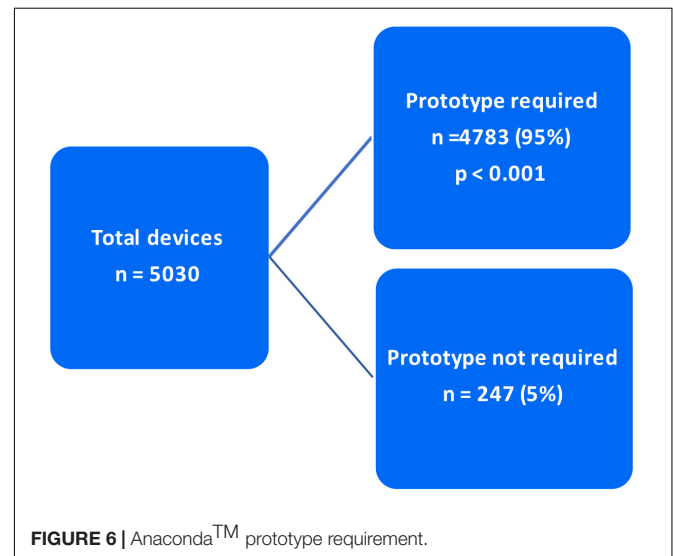 Total devices
n = 5030
Prototype required
n =4783 (95%)
p < 0.001
Prototype not required
n = 247 (5%)
FIGURE 6 | Anaconda™ prototype requirement.